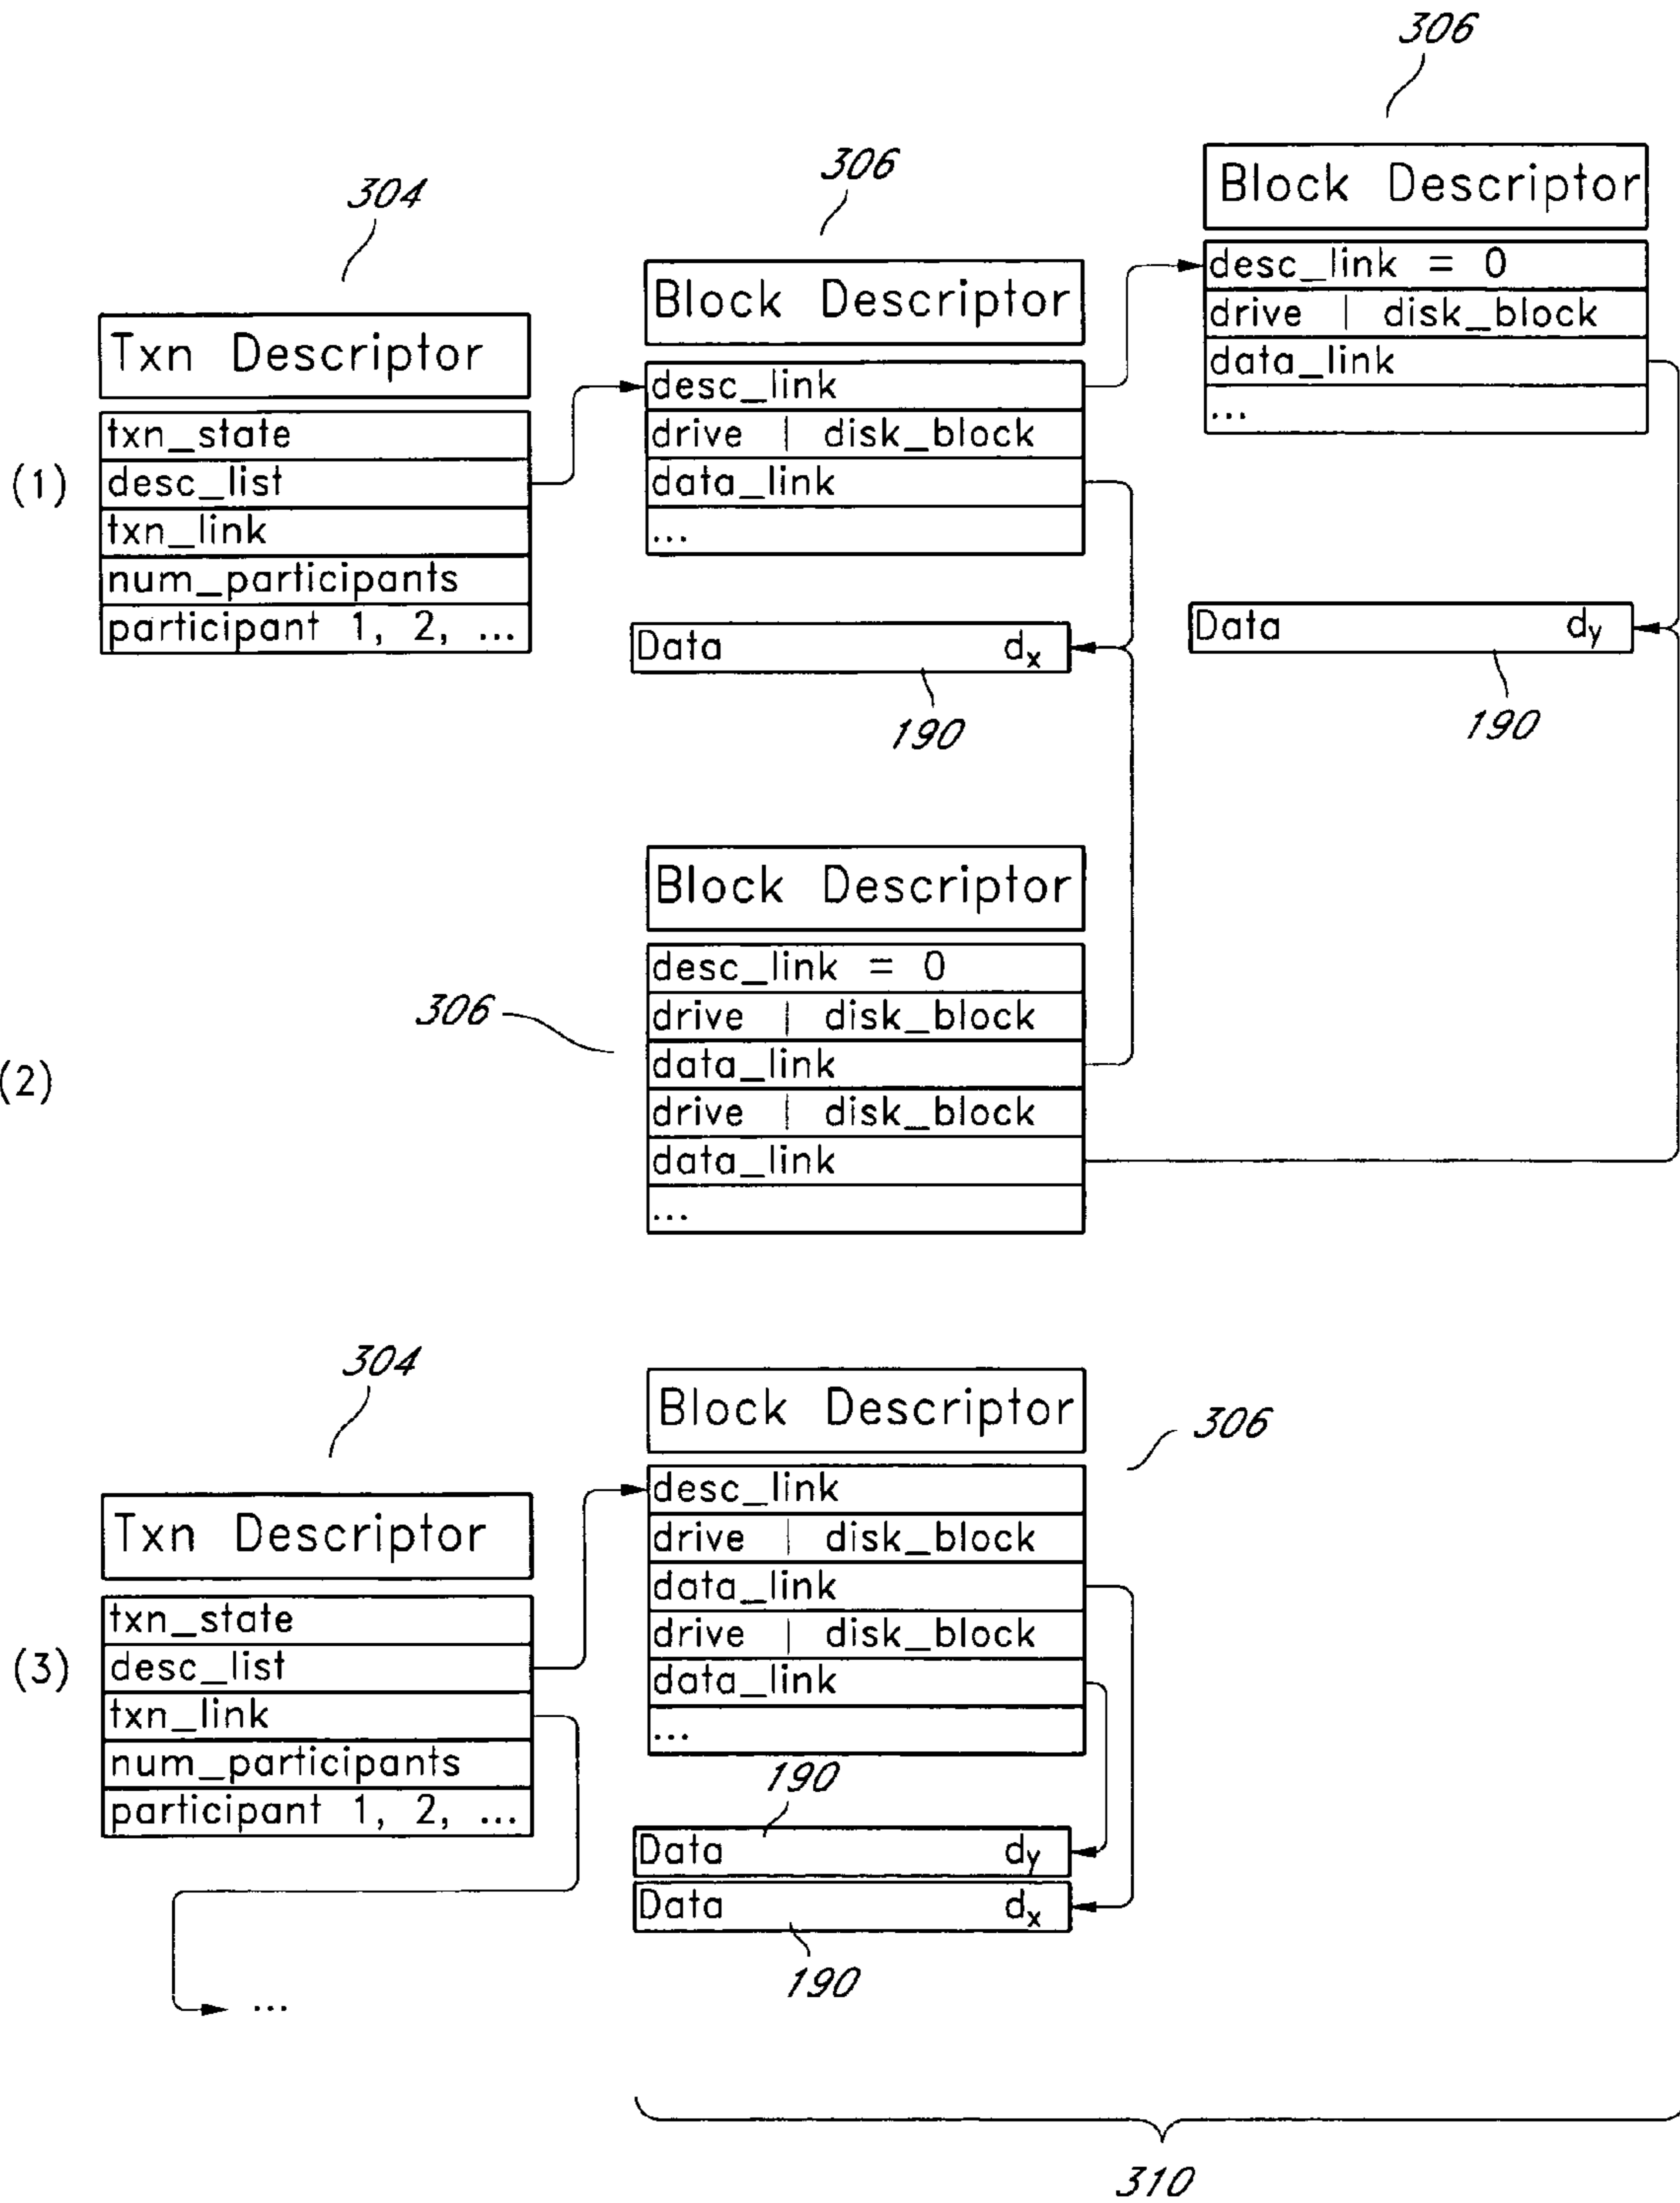 306
306
304
Block Descriptor
desc_link = 0
drive | disk_block
data_link
...
Block Descriptor
desc_link
drive | disk_block
data_link
...
Txn Descriptor
(1)
txn_state
desc_list
txn_link
num_participants
participant 1, 2, ...
Data dx
190
Data dy
190
(2)
306
Block Descriptor
desc_link = 0
drive | disk_block
data_link
drive | disk_block
data_link
...
304
306
Block Descriptor
desc_link
drive | disk_block
data_link
drive | disk_block
data_link
...
(3)
Txn Descriptor
txn_state
desc_list
txn_link
num_participants
participant 1, 2, ...
...
190
Data dy
Data dx
190
310